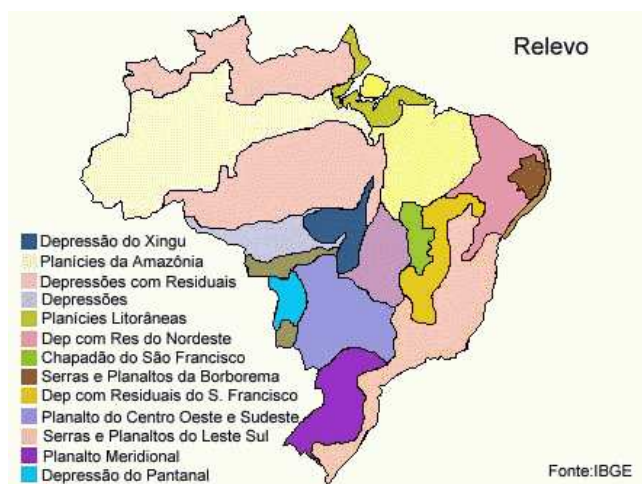 Relevo
Depressão do Xingu
Planícies da Amazônia
Depressões com Residuais
Depressões
Planícies Litorâneas
Dep com Res do Nordeste
Chapadão do São Francisco
Serras e Planaltos da Borborema
Dep com Residuais do S. Francisco
Planalto do Centro Oeste e Sudeste
Serras e Planaltos do Leste Sul
Planalto Meridional
Depressão do Pantanal
Fonte:IBGE